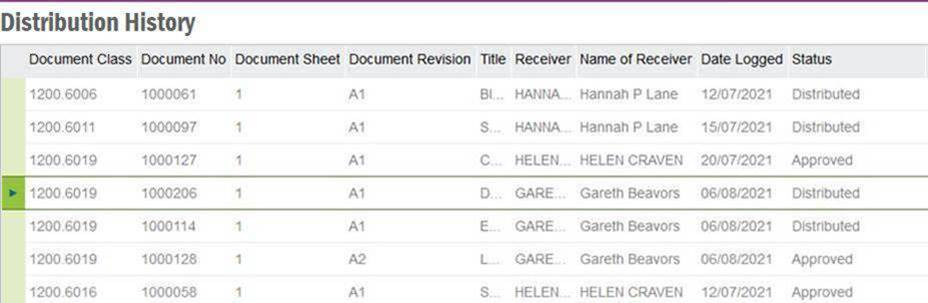 Distribution History
Document Class Document No Document Sheet Document Revision Title Receiver Name of Receiver Date Logged Status
1200.6006 1000061 1 A1 Bl... HANNA... Hannah P Lane 12/07/2021 Distributed
1200.6011 1000097 1 A1 S... HANNA... Hannah P Lane 15/07/2021 Distributed
1200.6019 1000127 1 A1 C... HELEN... HELEN CRAVEN 20/07/2021 Approved
1200.6019 1000206 1 A1 D... GARE... Gareth Beavors 06/08/2021 Distributed
1200.6019 1000114 1 A1 E... GARE... Gareth Beavors 06/08/2021 Distributed
1200.6019 1000128 1 A2 L... GARE... Gareth Beavors 06/08/2021 Approved
1200.6016 1000058 1 A1 S... HELEN... HELEN CRAVEN 12/07/2021 Approved